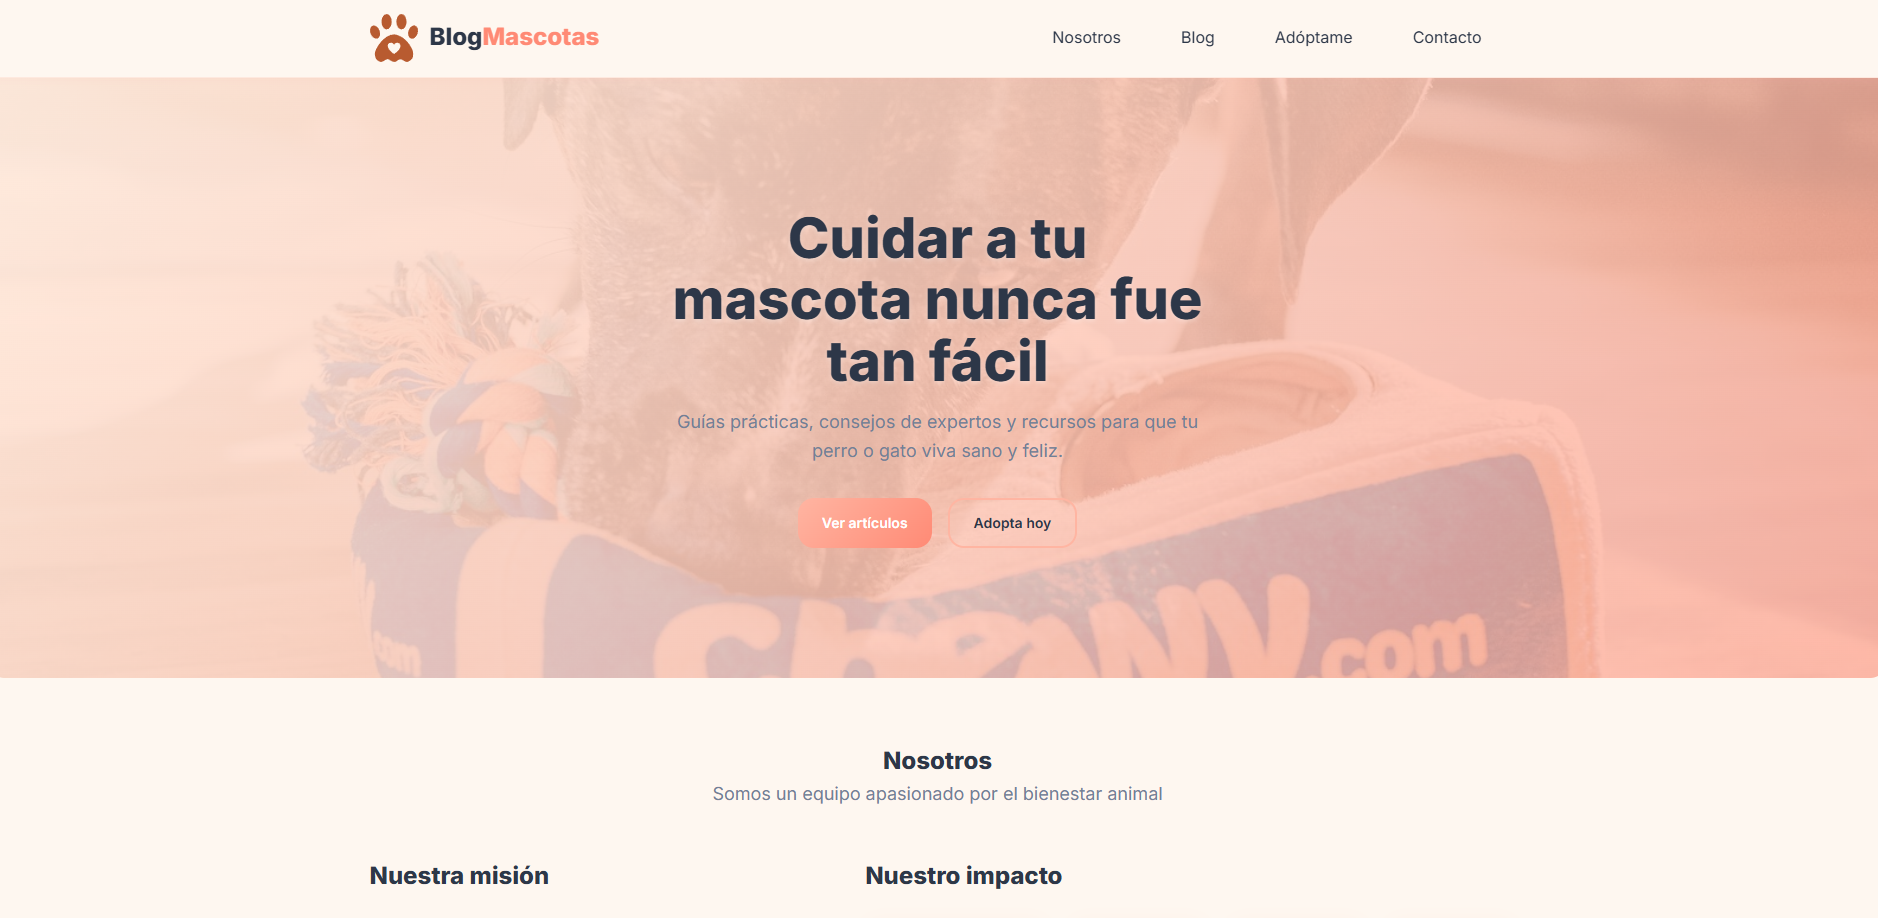 BlogMascotas
Nosotros
Blog
Adóptame
Contacto
Cuidar a tu
mascota nunca fue
tan fácil
Guías prácticas, consejos de expertos y recursos para que tu
perro o gato viva sano y feliz.
Ver artículos
Adopta hoy
.com
.com
Nosotros
Somos un equipo apasionado por el bienestar animal
Nuestra misión
Nuestro impacto